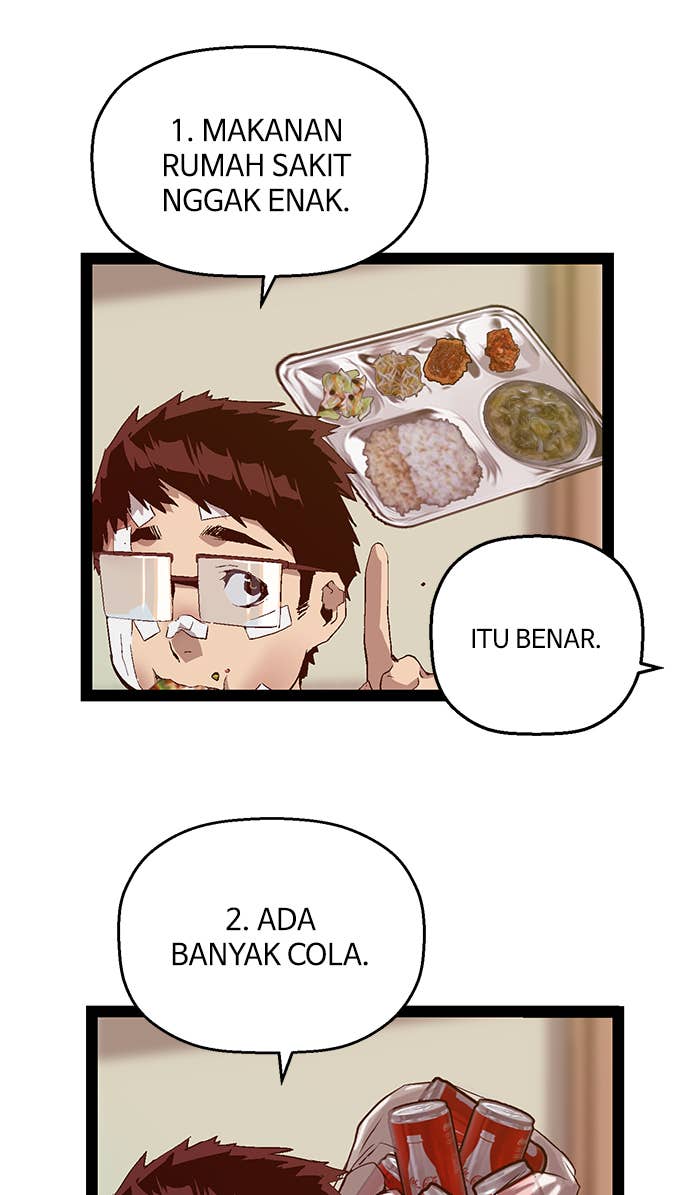 1. MAKANAN
RUMAH SAKIT
NGGAK ENAK.
ITU BENAR.
2. ADA
BANYAK COLA.